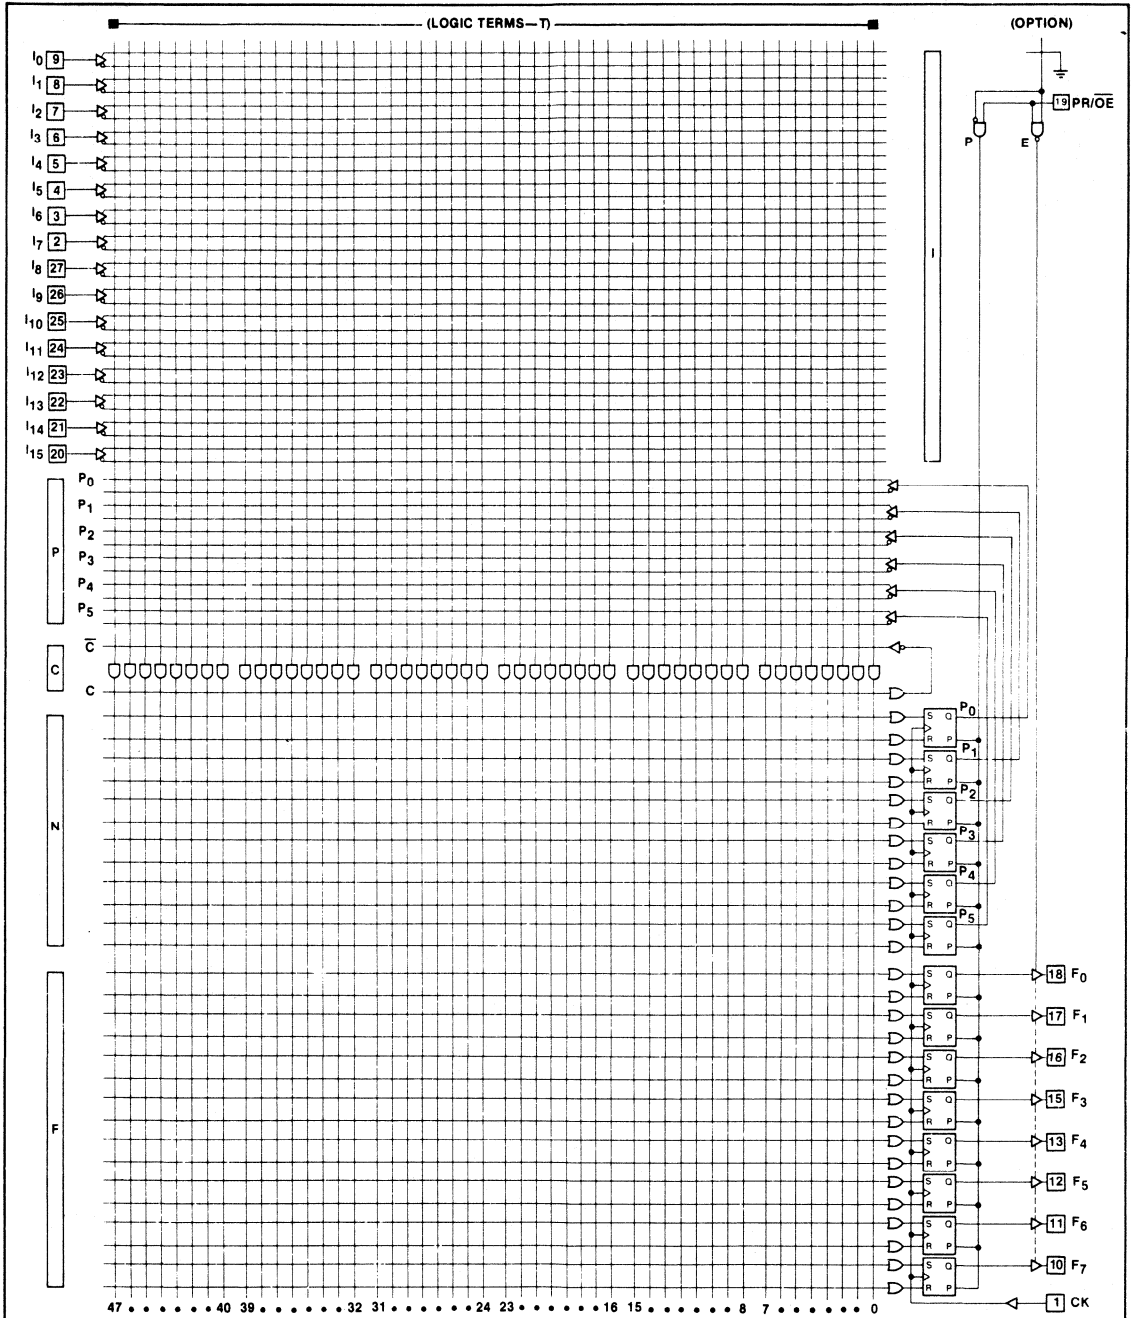 (LOGIC TERMS—T)
(OPTION)
I0 9
I1 8
I2 7
I3 6
I4 5
I5 4
I6 3
I7 2
I8 27
I9 26
I10 25
I11 24
I12 23
I13 22
I14 21
I15 20
I
19 PR/O̅E̅
P
E
P
P0
P1
P2
P3
P4
P5
C
C̅
C
N
S Q P0
R P
S Q P1
R P
S Q P2
R P
S Q P3
R P
S Q P4
R P
S Q P5
R P
F
S Q 18 F0
R P
S Q 17 F1
R P
S Q 16 F2
R P
S Q 15 F3
R P
S Q 13 F4
R P
S Q 12 F5
R P
S Q 11 F6
R P
S Q 10 F7
R P
47 • • • • • • 40 39 • • • • • • 32 31 • • • • • • 24 23 • • • • • • 16 15 • • • • • • 8 7 • • • • • • 0
1 CK